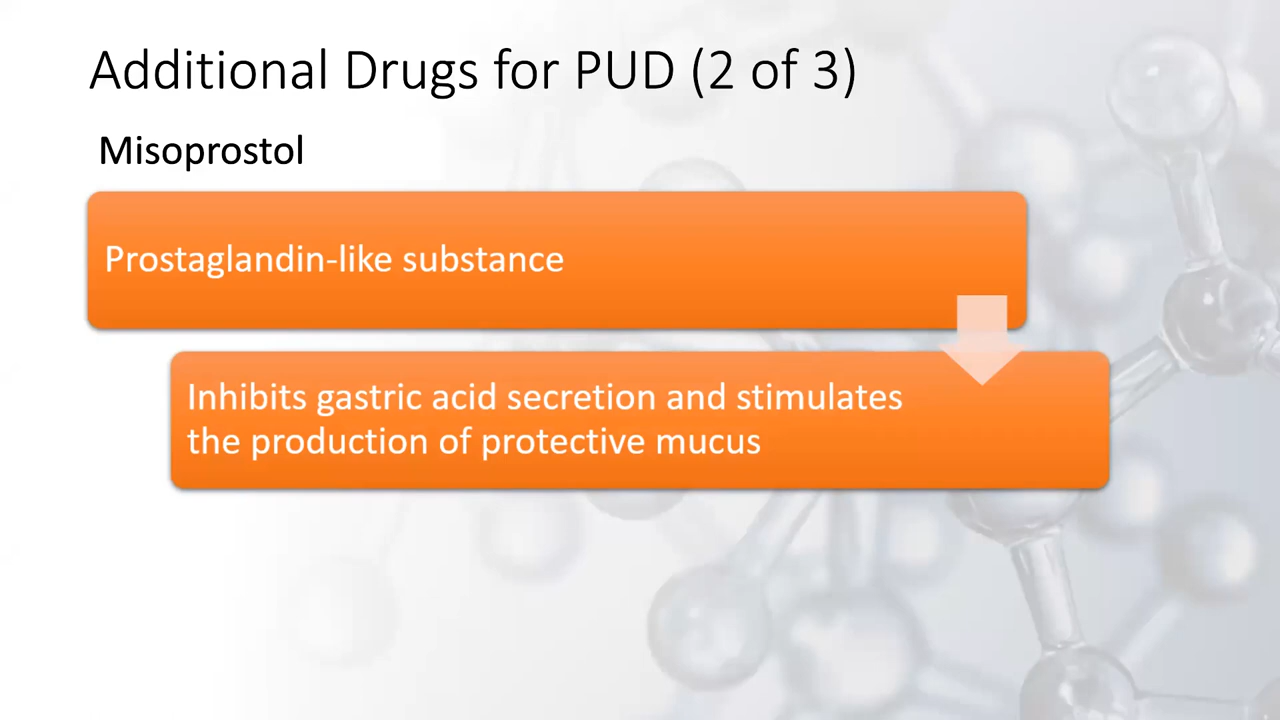 Additional Drugs for PUD (2 of 3)
Misoprostol
Prostaglandin-like substance
Inhibits gastric acid secretion and stimulates
the production of protective mucus